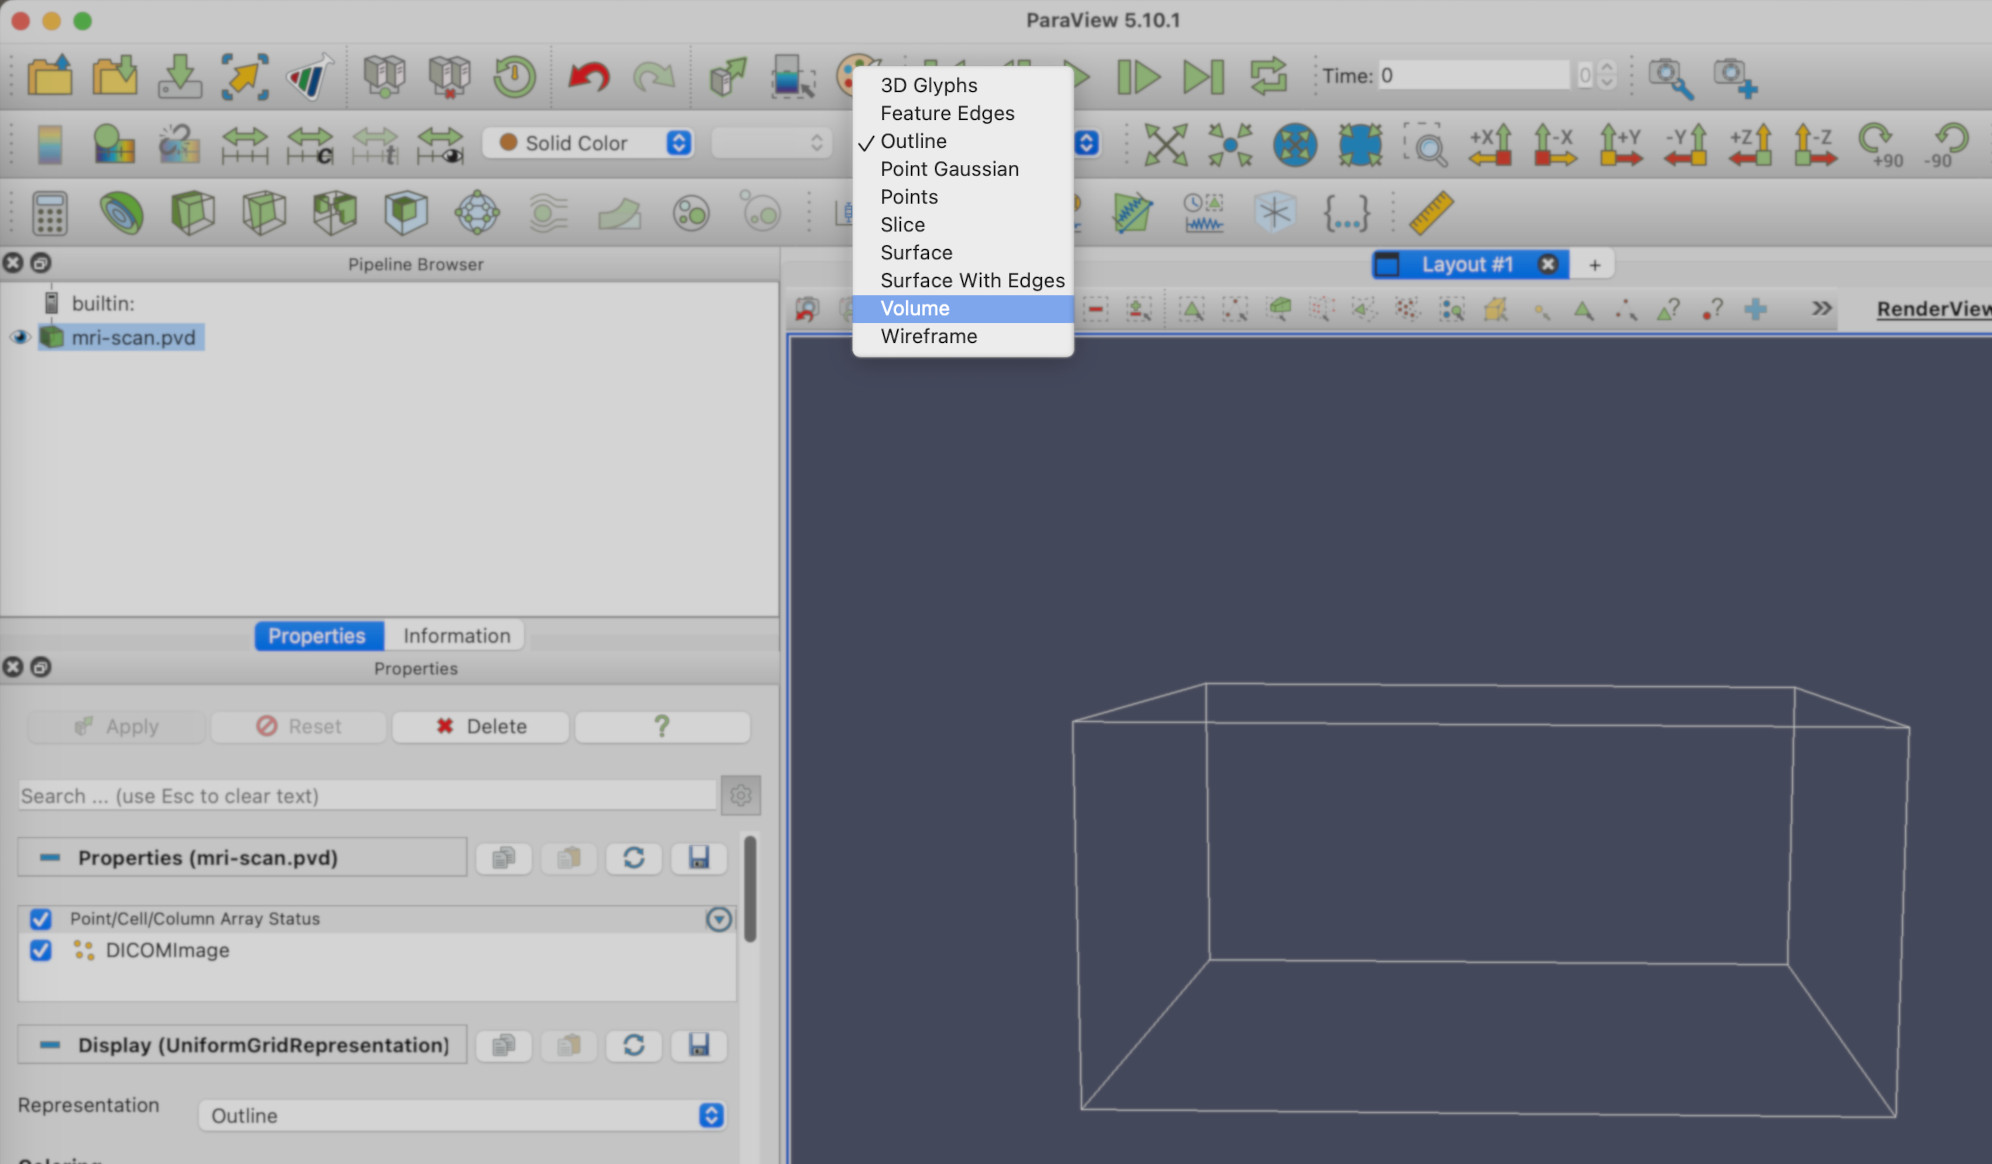 ParaView 5.10.1
Time: 0
0
3D Glyphs
Feature Edges
Outline
Point Gaussian
Points
Slice
Surface
Surface With Edges
Volume
Wireframe
Solid Color
c
t
+X
-X
+Y
-Y
+Z
-Z
+90
-90
{...}
Pipeline Browser
Layout #1
+
builtin:
mri-scan.pvd
RenderView
Properties
Information
Properties
Apply
Reset
Delete
?
Search ... (use Esc to clear text)
Properties (mri-scan.pvd)
Point/Cell/Column Array Status
DICOMImage
Display (UniformGridRepresentation)
Representation
Outline